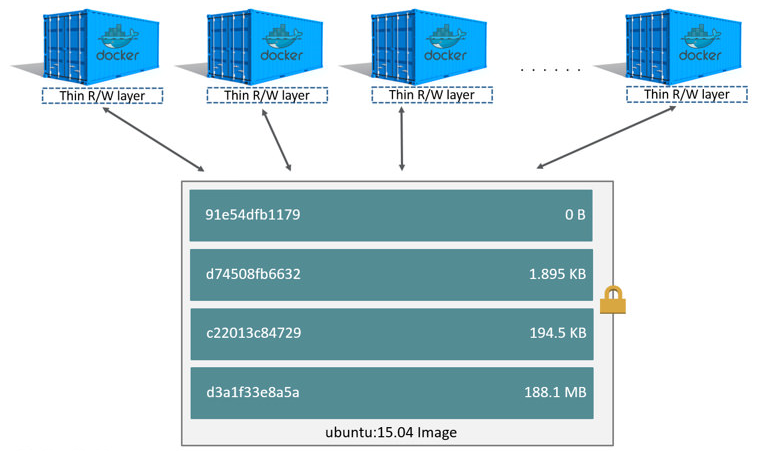 docker
docker
docker
docker
Thin R/W layer
Thin R/W layer
Thin R/W layer
. . . . . .
Thin R/W layer
91e54dfb1179 0 B
d74508fb6632 1.895 KB
c22013c84729 194.5 KB
d3a1f33e8a5a 188.1 MB
ubuntu:15.04 Image